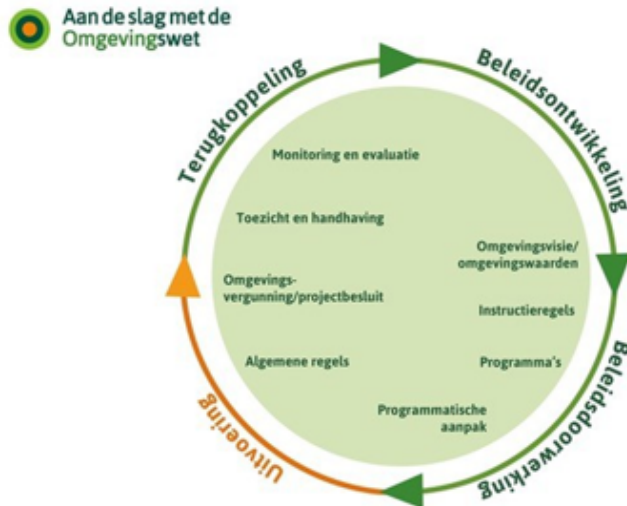 Aan de slag met de
Omgevingswet
Terugkoppeling
Beleidsontwikkeling
Monitoring en evaluatie
Toezicht en handhaving
Omgevingsvisie/
omgevingswaarden
Omgevings-
vergunning/projectbesluit
Instructieregels
Algemene regels
Programma's
Programmatische
aanpak
Uitvoering
Beleidsdoorwerking